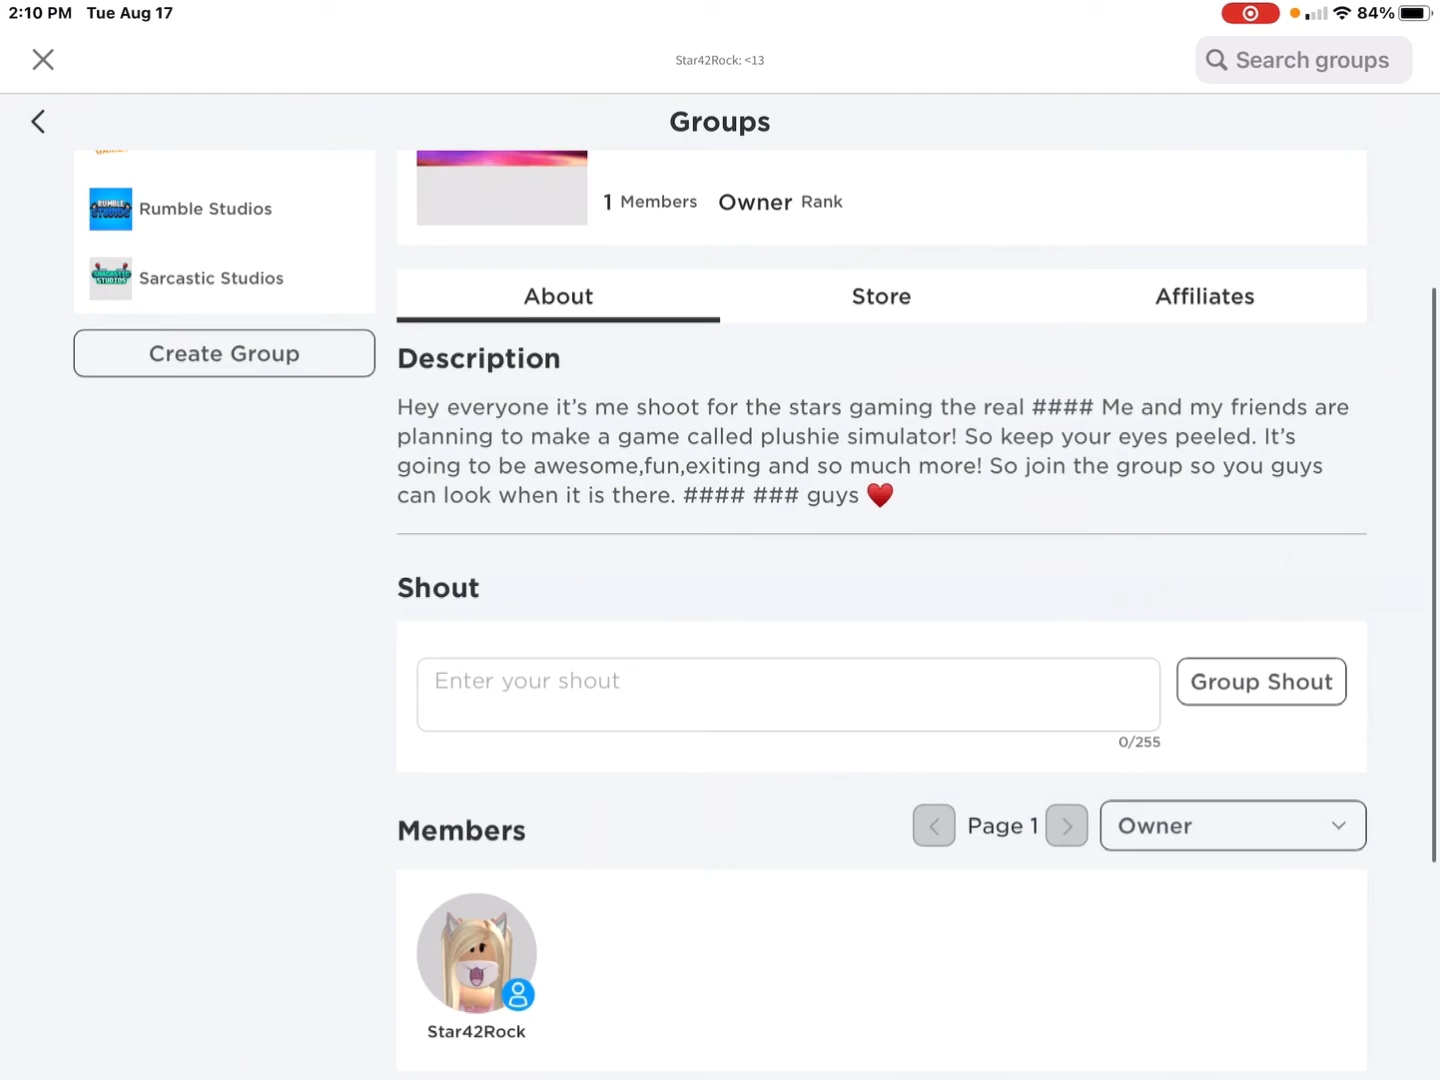 2:10 PM Tue Aug 17
84%
Star42Rock: <13
Search groups
Groups
RUMBLE STUDIOS
Rumble Studios
SARCASTIC STUDIOS
Sarcastic Studios
Create Group
1 Members Owner Rank
About Store Affiliates
Description
Hey everyone it’s me shoot for the stars gaming the real #### Me and my friends are
planning to make a game called plushie simulator! So keep your eyes peeled. It’s
going to be awesome,fun,exiting and so much more! So join the group so you guys
can look when it is there. #### ### guys ♥️
Shout
Enter your shout
Group Shout
0/255
Members
Page 1
Owner
Star42Rock